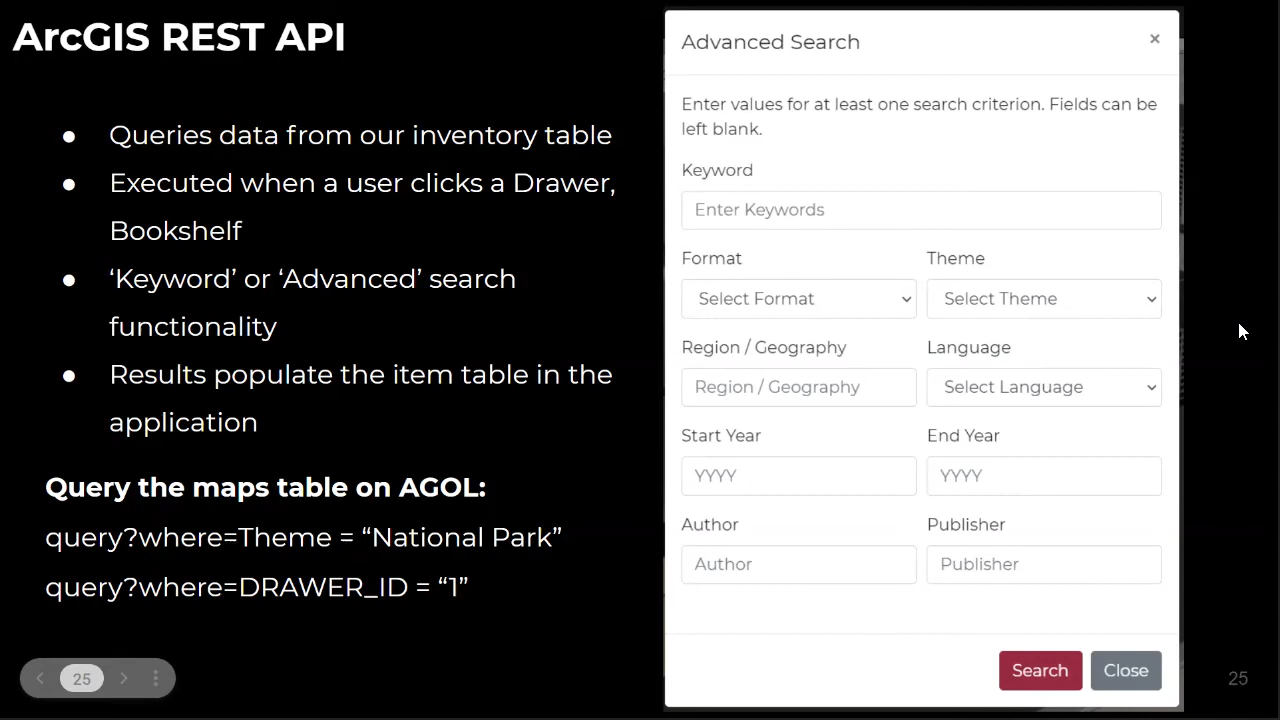 ArcGIS REST API
● Queries data from our inventory table
● Executed when a user clicks a Drawer,
Bookshelf
● ‘Keyword’ or ‘Advanced’ search
functionality
● Results populate the item table in the
application
Query the maps table on AGOL:
query?where=Theme = “National Park”
query?where=DRAWER_ID = “1”
25
Advanced Search ×
Enter values for at least one search criterion. Fields can be
left blank.
Keyword
Enter Keywords
Format Theme
Select Format Select Theme
Region / Geography Language
Region / Geography Select Language
Start Year End Year
YYYY YYYY
Author Publisher
Author Publisher
Search Close
25